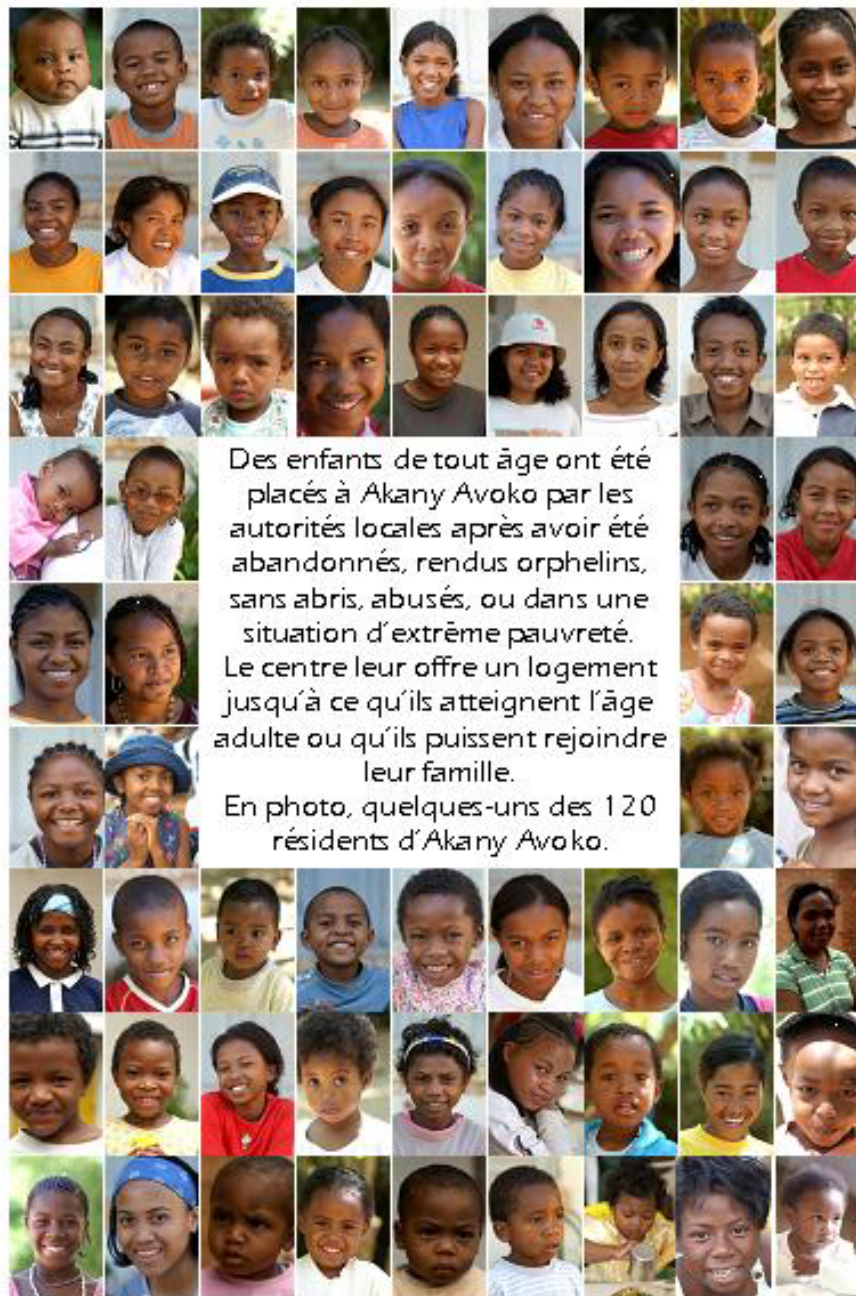 Des enfants de tout âge ont été
placés à Akany Avoko par les
autorités locales après avoir été
abandonnés, rendus orphelins,
sans abris, abusés, ou dans une
situation d'extrême pauvreté.
Le centre leur offre un logement
jusqu'à ce qu'ils atteignent l'âge
adulte ou qu'ils puissent rejoindre
leur famille.
En photo, quelques-uns des 120
résidents d'Akany Avoko.